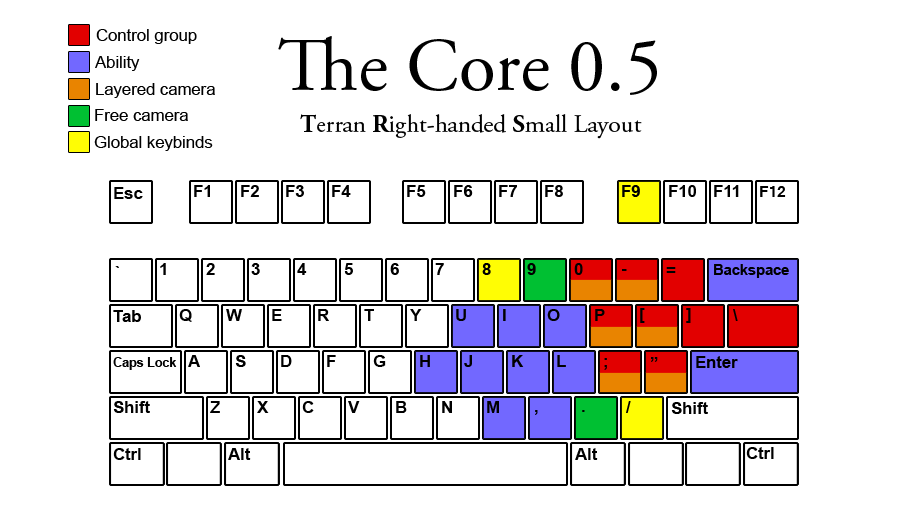 Control group
Ability
Layered camera
Free camera
Global keybinds
The Core 0.5
Terran Right-handed Small Layout
Esc F1 F2 F3 F4 F5 F6 F7 F8 F9 F10 F11 F12
` 1 2 3 4 5 6 7 8 9 0 - = Backspace
Tab Q W E R T Y U I O P [ ] \
Caps Lock A S D F G H J K L ; " Enter
Shift Z X C V B N M , . / Shift
Ctrl Alt Alt Ctrl